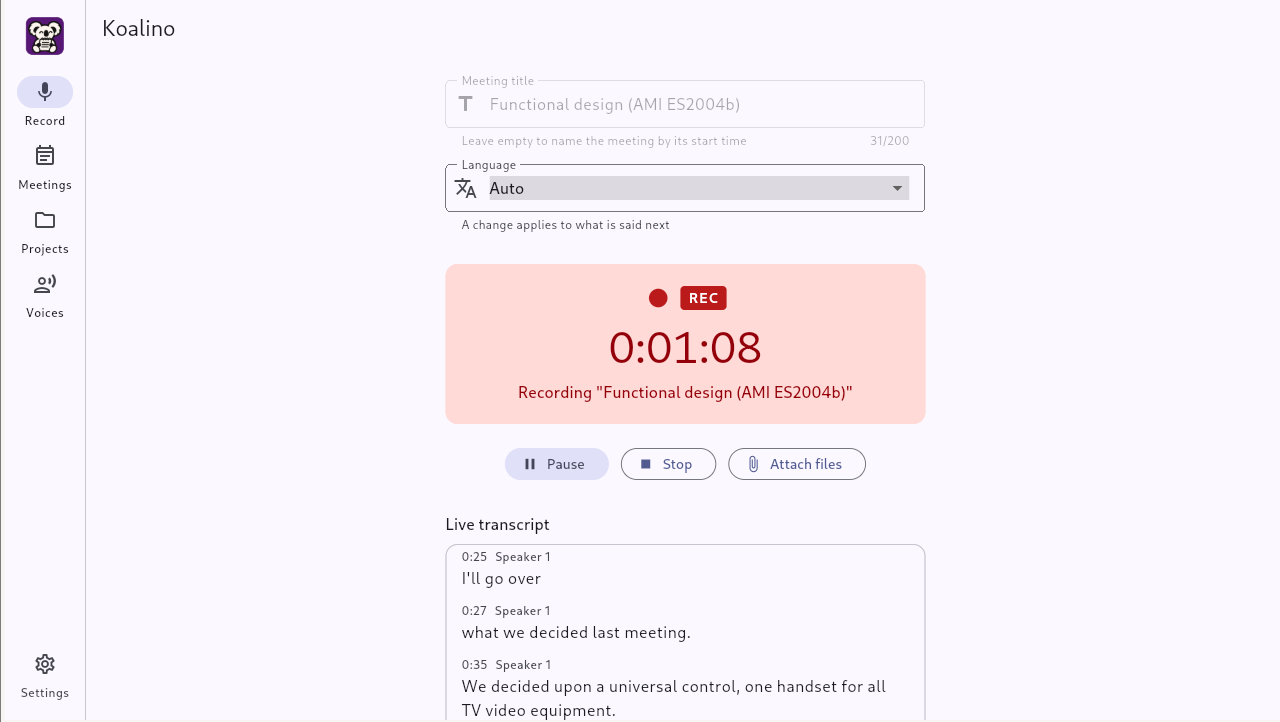 Koalino
Record
Meetings
Projects
Voices
Settings
Meeting title
Functional design (AMI ES2004b)
Leave empty to name the meeting by its start time 31/200
Language
Auto
A change applies to what is said next
REC
0:01:08
Recording "Functional design (AMI ES2004b)"
Pause Stop Attach files
Live transcript
0:25 Speaker 1
I'll go over
0:27 Speaker 1
what we decided last meeting.
0:35 Speaker 1
We decided upon a universal control, one handset for all
TV video equipment.